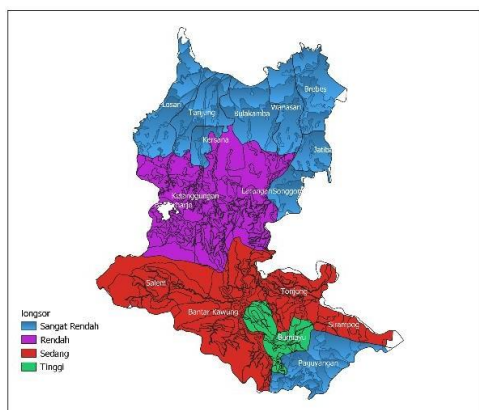 Brebes
Wanasari
Losari
Tanjung
Bulakamba
Kersana
Jatiba
Ketanggungan
Songgom
Larangan
Salem
Tonjong
Bantar Kawung
Sirampog
Bumiayu
Paguyangan
longsor
Sangat Rendah
Rendah
Sedang
Tinggi